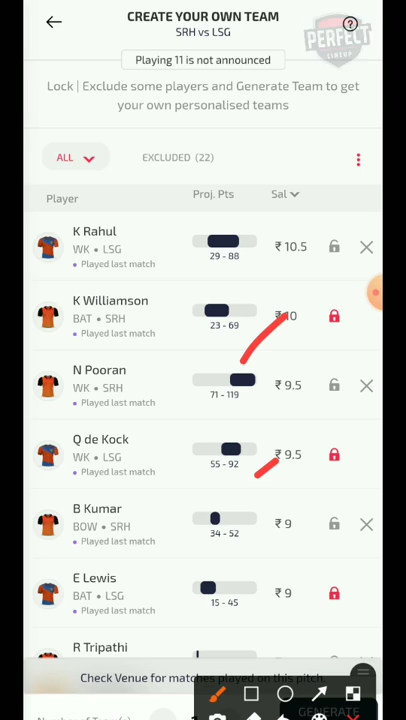 CREATE YOUR OWN TEAM
SRH vs LSG
PERFECT
LINEUP
Playing 11 is not announced
Lock | Exclude some players and Generate Team to get
your own personalised teams
ALL
EXCLUDED (22)
Player Proj. Pts Sal
K Rahul
WK • LSG
• Played last match
29 - 88
₹ 10.5
K Williamson
BAT • SRH
• Played last match
23 - 69
₹ 10
N Pooran
WK • SRH
• Played last match
71 - 119
₹ 9.5
Q de Kock
WK • LSG
• Played last match
55 - 92
₹ 9.5
B Kumar
BOW • SRH
• Played last match
34 - 52
₹ 9
E Lewis
BAT • LSG
• Played last match
15 - 45
₹ 9
R Tripathi
Check Venue for matches played on this pitch.
GENERATE